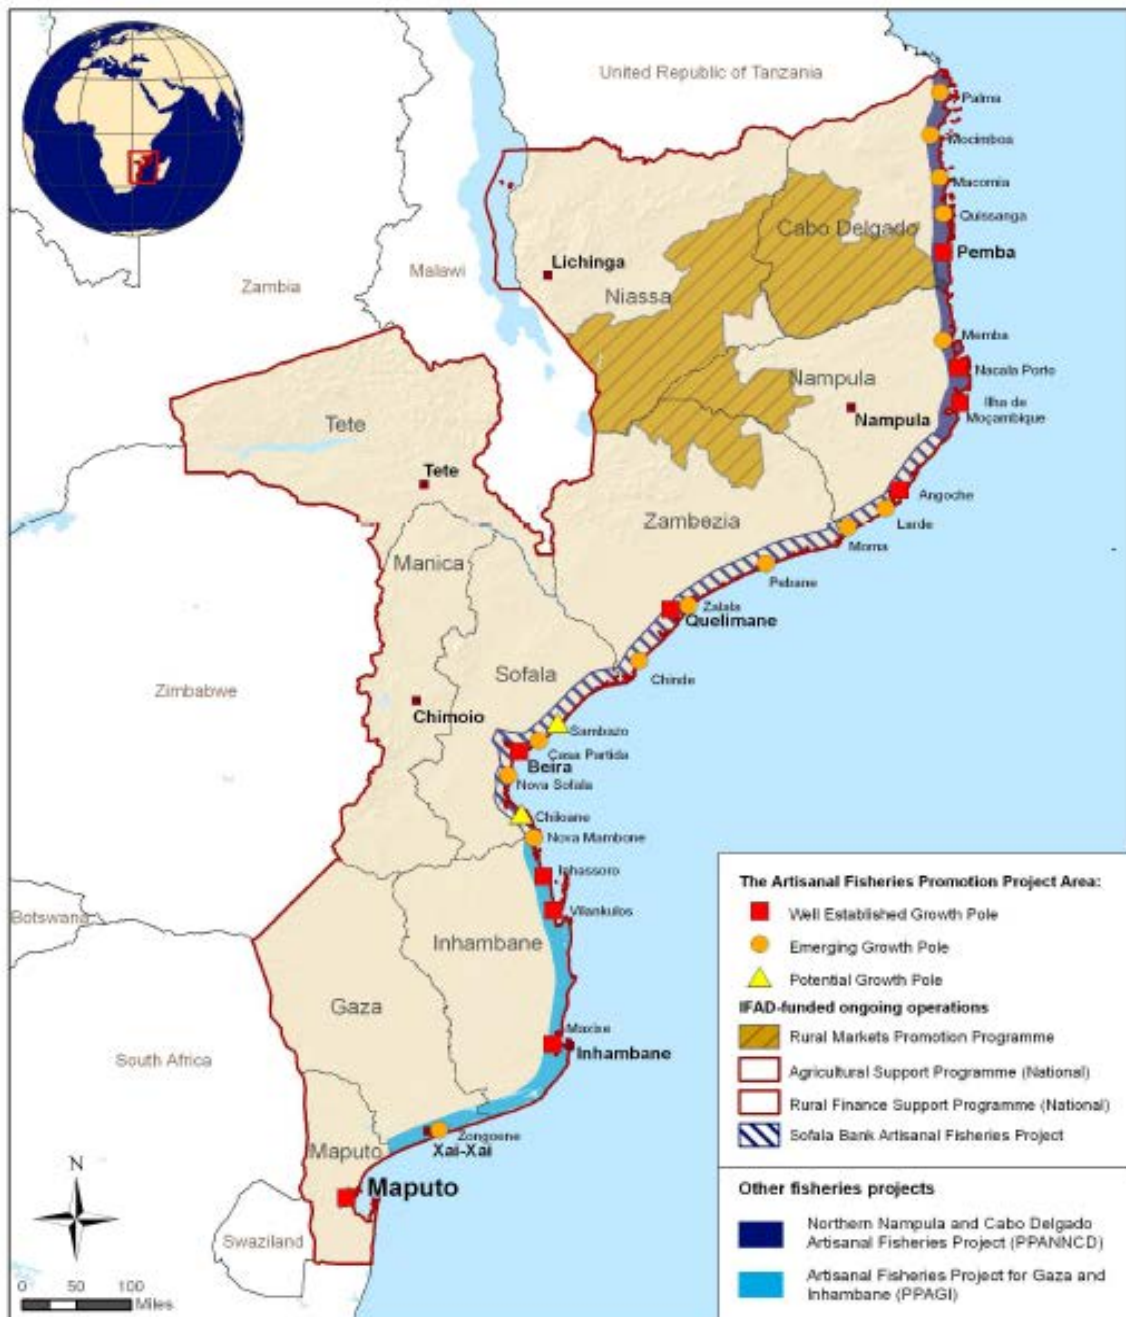 United Republic of Tanzania
Palma
Mocimboa
Macomia
Quissanga
Cabo Delgado
Pemba
Lichinga
Malawi
Zambia
Niassa
Memba
Nacala Porto
Nampula
Ilha de
Moçambique
Nampula
Tete
Tete
Angoche
Larde
Zambezia
Moma
Manica
Pebane
Zalala
Quelimane
Sofala
Chinde
Zimbabwe
Chimoio
Sambazo
Casa Partida
Beira
Nova Sofala
Chiloane
Nova Mambone
Inhassoro
Botswana
Vilankulos
Inhambane
Gaza
Maxixe
Inhambane
South Africa
Zongoene
Xai-Xai
Maputo
Maputo
N
Swaziland
0 50 100
Miles
The Artisanal Fisheries Promotion Project Area:
Well Established Growth Pole
Emerging Growth Pole
Potential Growth Pole
IFAD-funded ongoing operations
Rural Markets Promotion Programme
Agricultural Support Programme (National)
Rural Finance Support Programme (National)
Sofala Bank Artisanal Fisheries Project
Other fisheries projects
Northern Nampula and Cabo Delgado
Artisanal Fisheries Project (PPANNCD)
Artisanal Fisheries Project for Gaza and
Inhambane (PPAGI)